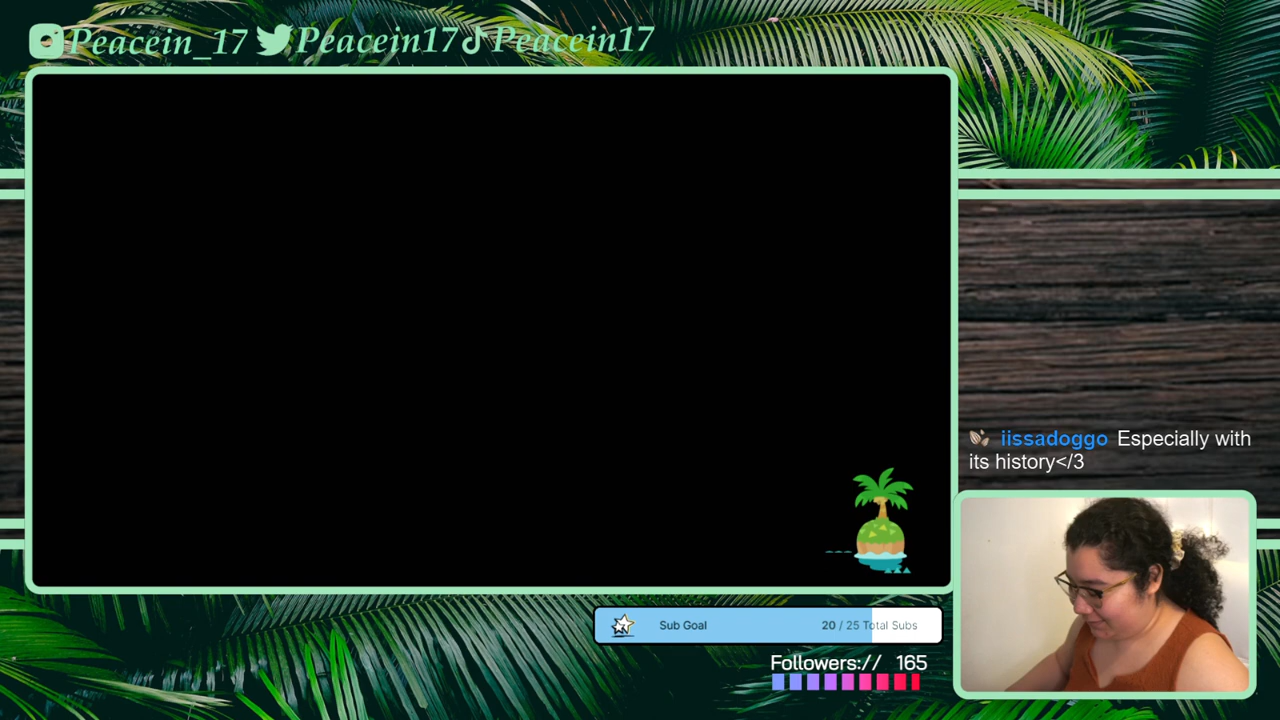 Peacein_17 Peacein17 Peacein17
iissadoggo Especially with
its history</3
Sub Goal 20 / 25 Total Subs
Followers:// 165